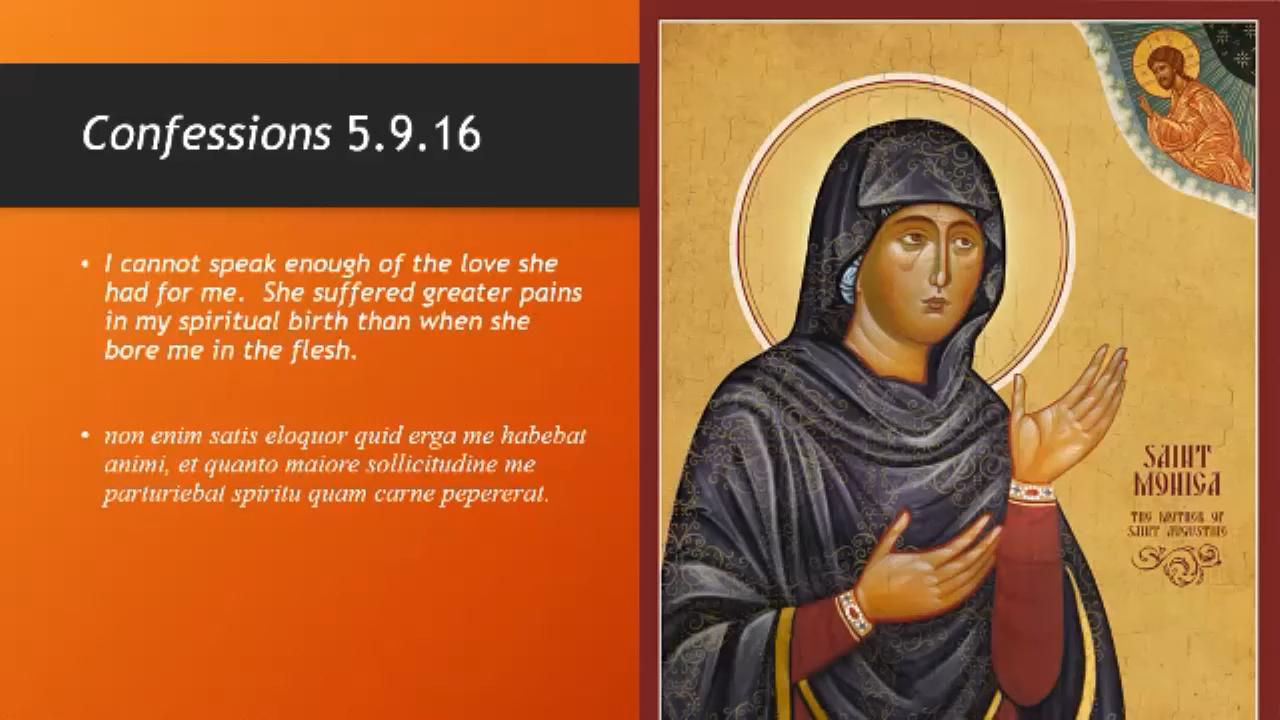 Confessions 5.9.16
• I cannot speak enough of the love she
had for me.  She suffered greater pains
in my spiritual birth than when she
bore me in the flesh.
• non enim satis eloquor quid erga me habebat
animi, et quanto maiore sollicitudine me
parturiebat spiritu quam carne pepererat.
SAINT
MONICA
THE MOTHER OF
SAINT AUGUSTINE